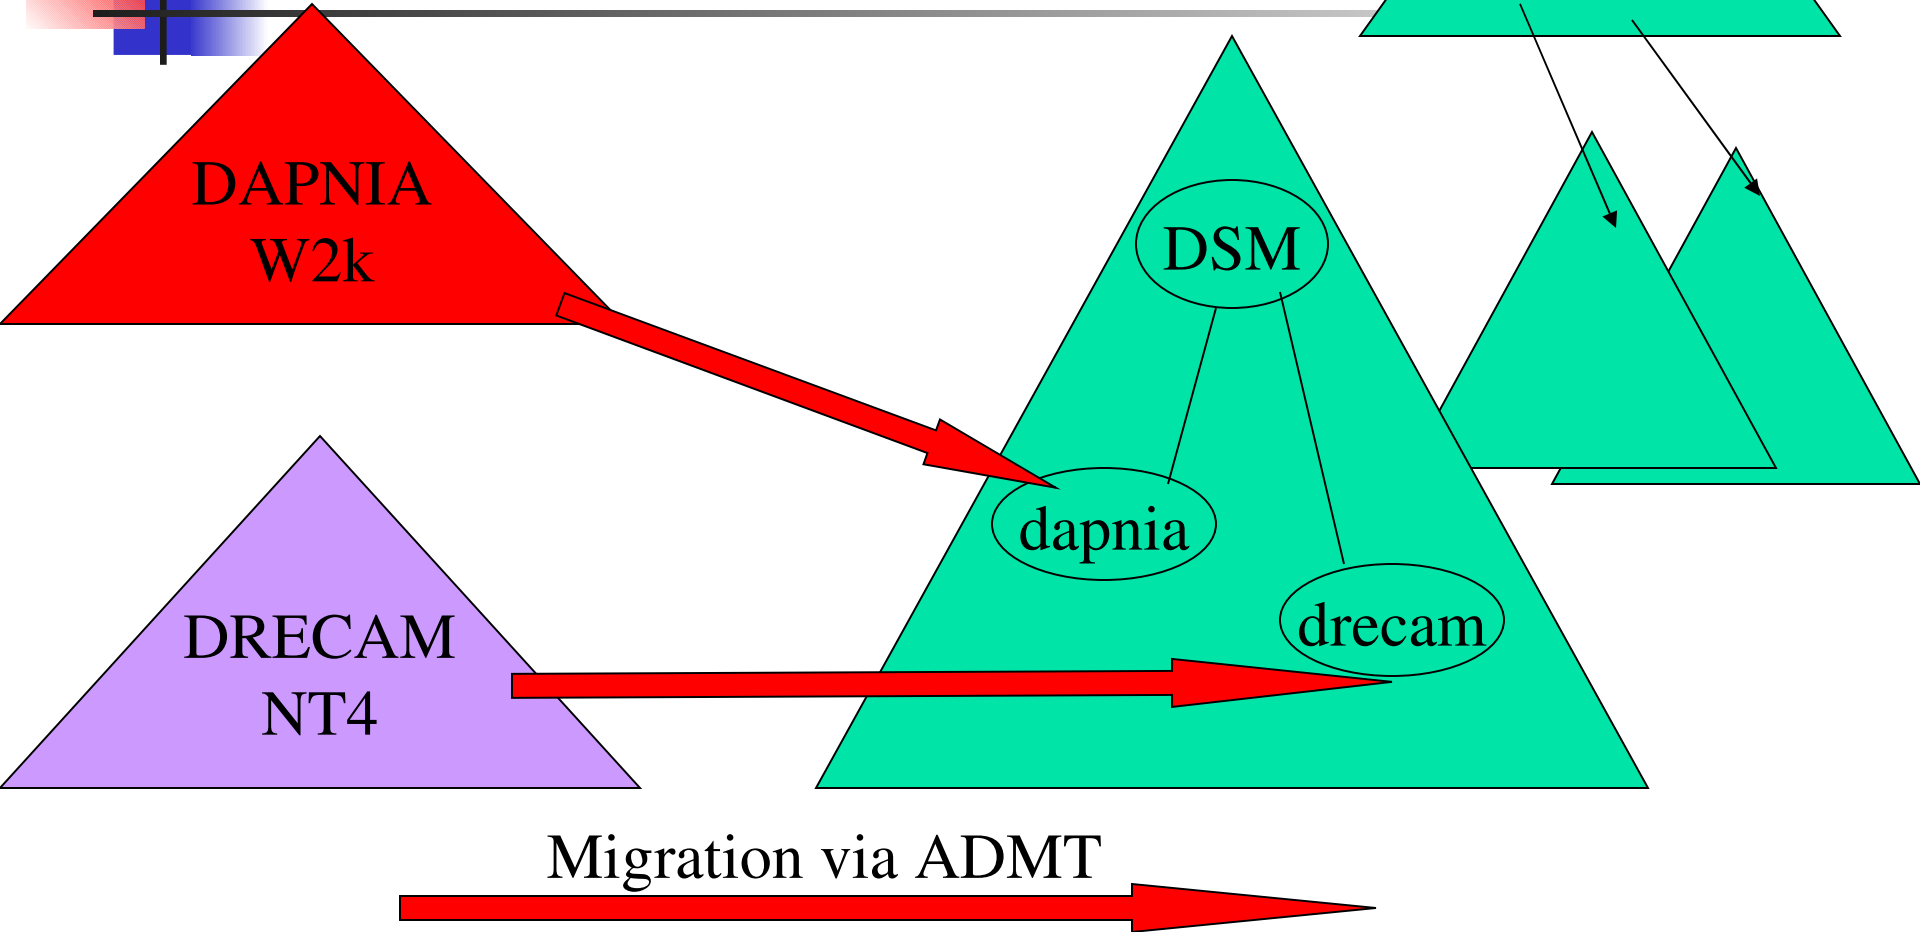 DAPNIA
W2k
DSM
dapnia
drecam
DRECAM
NT4
Migration via ADMT